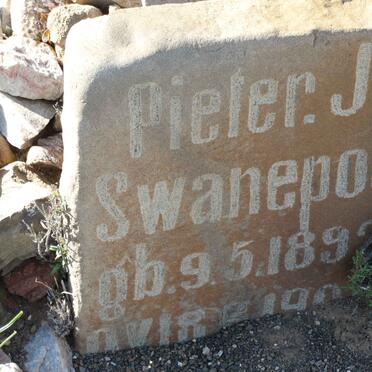 Pieter. J
Swanepo
gb. 9. 5. 189